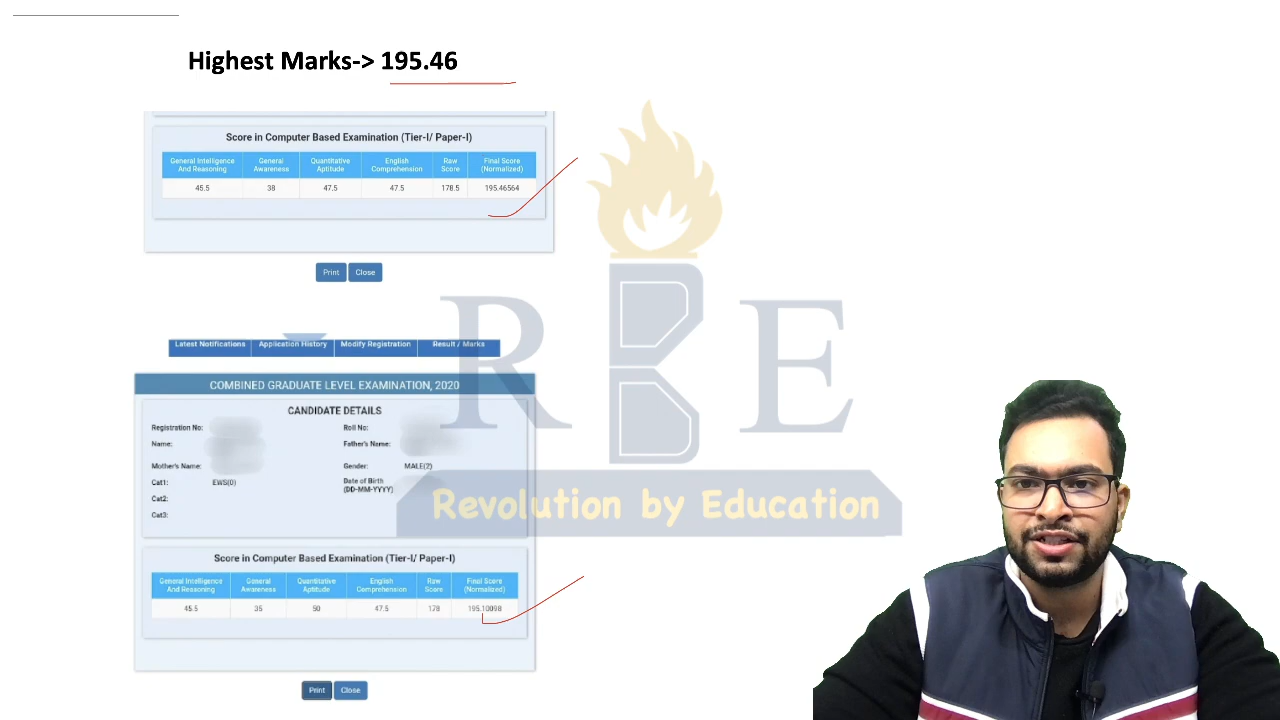 Highest Marks-> 195.46
Score in Computer Based Examination (Tier-I/ Paper-I)
General Intelligence And Reasoning General Awareness Quantitative Aptitude English Comprehension Raw Score Final Score (Normalized)
45.5 38 47.5 47.5 178.5 195.46564
Print Close
Latest Notifications Application History Modify Registration Result / Marks
COMBINED GRADUATE LEVEL EXAMINATION, 2020
CANDIDATE DETAILS
Registration No: Roll No:
Name: Father's Name:
Mother's Name: Gender: MALE(2)
Cat1: EWS(0) Date of Birth (DD-MM-YYYY)
Cat2:
Cat3:
Score in Computer Based Examination (Tier-I/ Paper-I)
General Intelligence And Reasoning General Awareness Quantitative Aptitude English Comprehension Raw Score Final Score (Normalized)
45.5 35 50 47.5 178 195.10098
Print Close
RBE
Revolution by Education